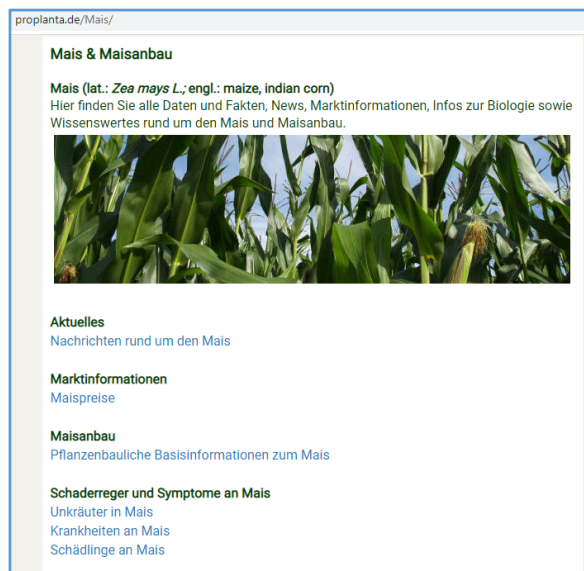 proplanta.de/Mais/
Mais & Maisanbau
Mais (lat.: Zea mays L.; engl.: maize, indian corn)
Hier finden Sie alle Daten und Fakten, News, Marktinformationen, Infos zur Biologie sowie
Wissenswertes rund um den Mais und Maisanbau.
Aktuelles
Nachrichten rund um den Mais
Marktinformationen
Maispreise
Maisanbau
Pflanzenbauliche Basisinformationen zum Mais
Schaderreger und Symptome an Mais
Unkräuter in Mais
Krankheiten an Mais
Schädlinge an Mais